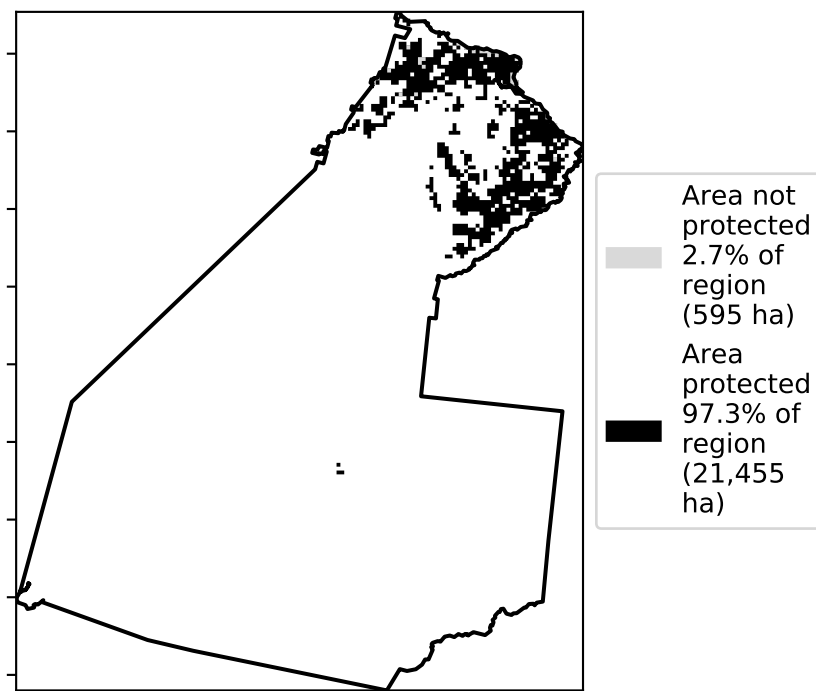 Area not
protected
2.7% of
region
(595 ha)
Area
protected
97.3% of
region
(21,455
ha)